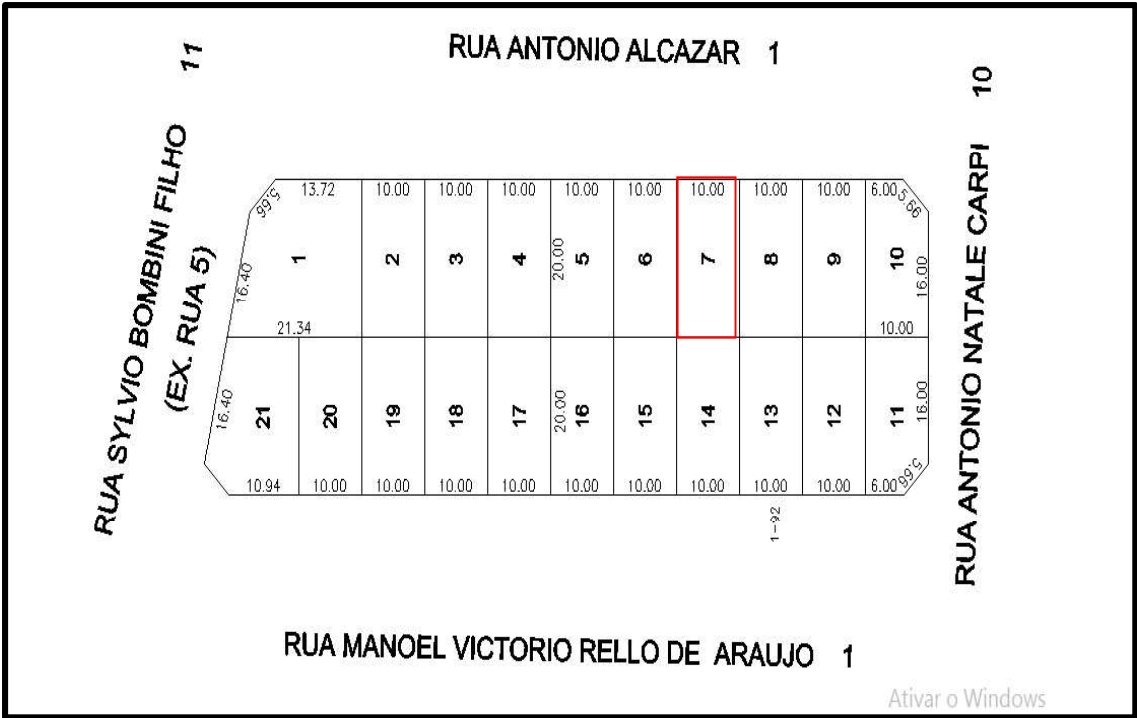 RUA ANTONIO ALCAZAR 1
RUA SYLVIO BOMBINI FILHO 11
(EX. RUA 5)
RUA ANTONIO NATALE CARPI 10
5.66 13.72 10.00 10.00 10.00 10.00 10.00 10.00 10.00 10.00 6.00 5.66
16.40 1 2 3 4 20.00 5 6 7 8 9 10 16.00
21.34 10.00
16.40 21 20 19 18 17 20.00 16 15 14 13 12 11 16.00
10.94 10.00 10.00 10.00 10.00 10.00 10.00 10.00 10.00 10.00 6.00 5.66
1-92
RUA MANOEL VICTORIO RELLO DE ARAUJO 1
Ativar o Windows